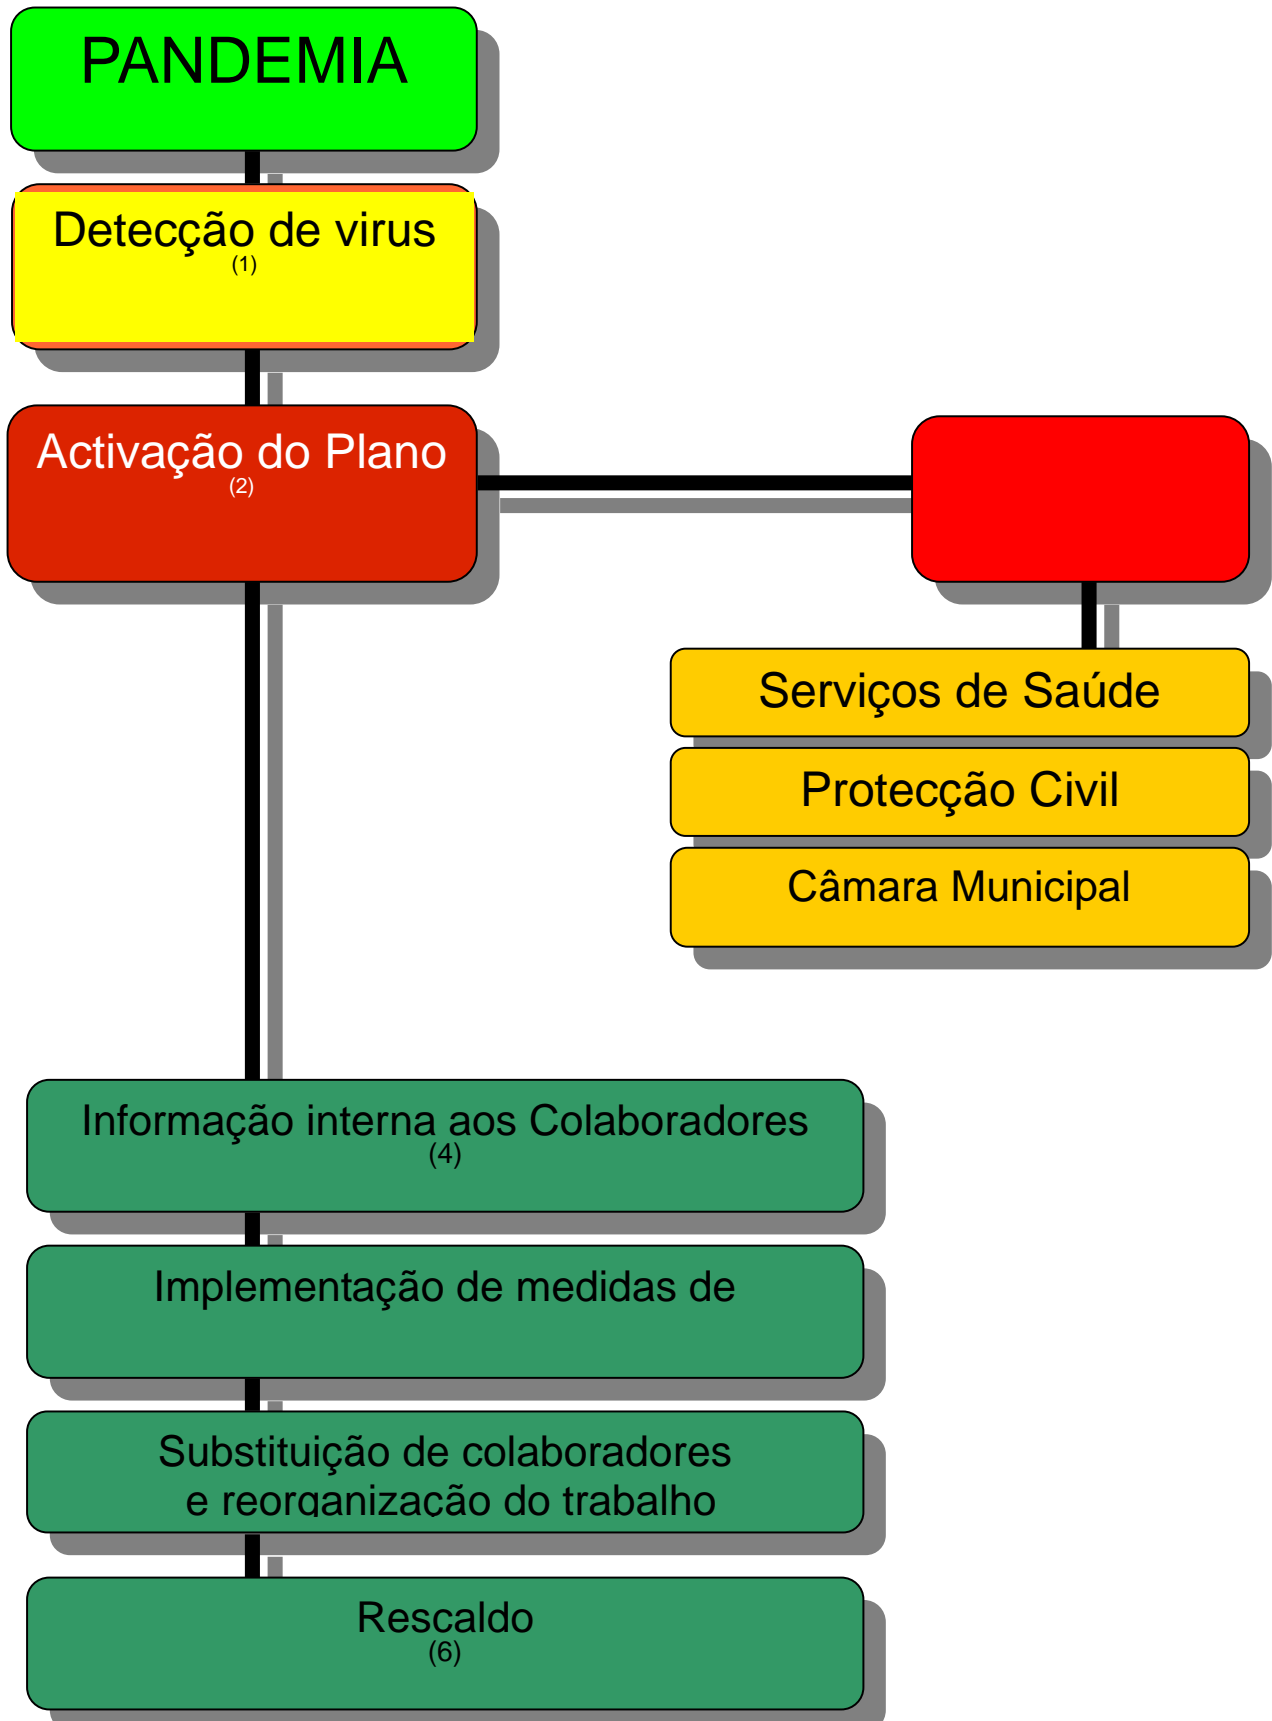 PANDEMIA
Detecção de virus
(1)
Activação do Plano
(2)
Serviços de Saúde
Protecção Civil
Câmara Municipal
Informação interna aos Colaboradores
(4)
Implementação de medidas de
Substituição de colaboradores
e reorganização do trabalho
Rescaldo
(6)